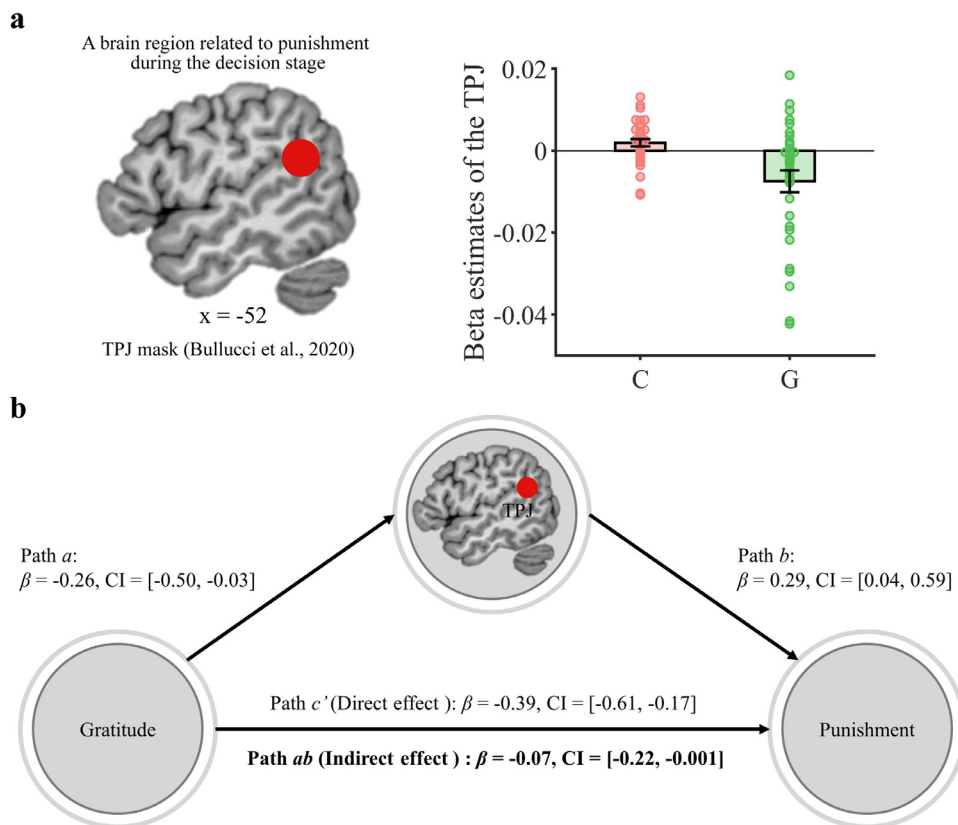 a
A brain region related to punishment
during the decision stage
x = -52
TPJ mask (Bullucci et al., 2020)
Beta estimates of the TPJ
0.02
0
-0.02
-0.04
C
G
b
TPJ
Path a:
β = -0.26, CI = [-0.50, -0.03]
Path b:
β = 0.29, CI = [0.04, 0.59]
Gratitude
Path c’ (Direct effect ): β = -0.39, CI = [-0.61, -0.17]
Path ab (Indirect effect ) : β = -0.07, CI = [-0.22, -0.001]
Punishment